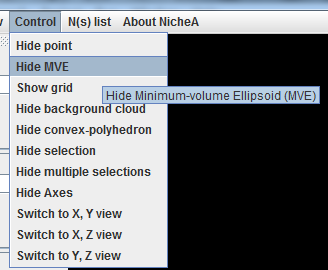 Control N(s) list About NicheA
Hide point
Hide MVE
Show grid
Hide Minimum-volume Ellipsoid (MVE)
Hide background cloud
Hide convex-polyhedron
Hide selection
Hide multiple selections
Hide Axes
Switch to X, Y view
Switch to X, Z view
Switch to Y, Z view